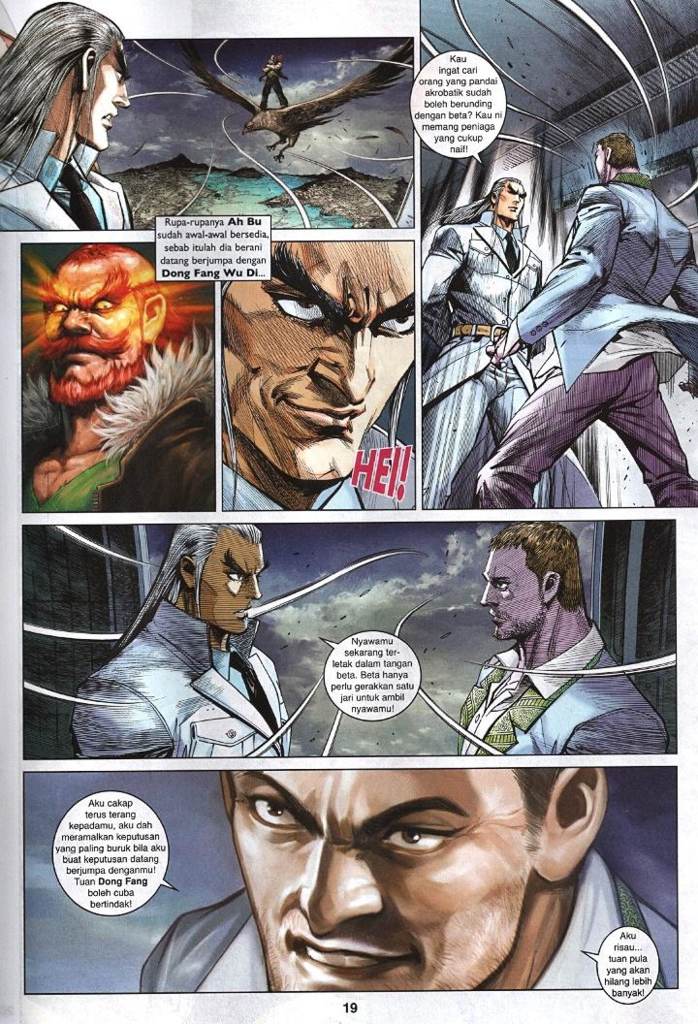 Rupa-rupanya Ah Bu
sudah awal-awal bersedia,
sebab itulah dia berani
datang berjumpa dengan
Dong Fang Wu Di...
HEI!
Kau
ingat cari
orang yang pandai
akrobatik sudah
boleh berunding
dengan beta? Kau ni
memang peniaga
yang cukup
naif!
Nyawamu
sekarang ter-
letak dalam tangan
beta. Beta hanya
perlu gerakkan satu
jari untuk ambil
nyawamu!
Aku cakap
terus terang
kepadamu, aku dah
meramalkan keputusan
yang paling buruk bila aku
buat keputusan datang
berjumpa denganmu!
Tuan Dong Fang
boleh cuba
bertindak!
Aku
risau...
tuan pula
yang akan
hilang lebih
banyak!
19